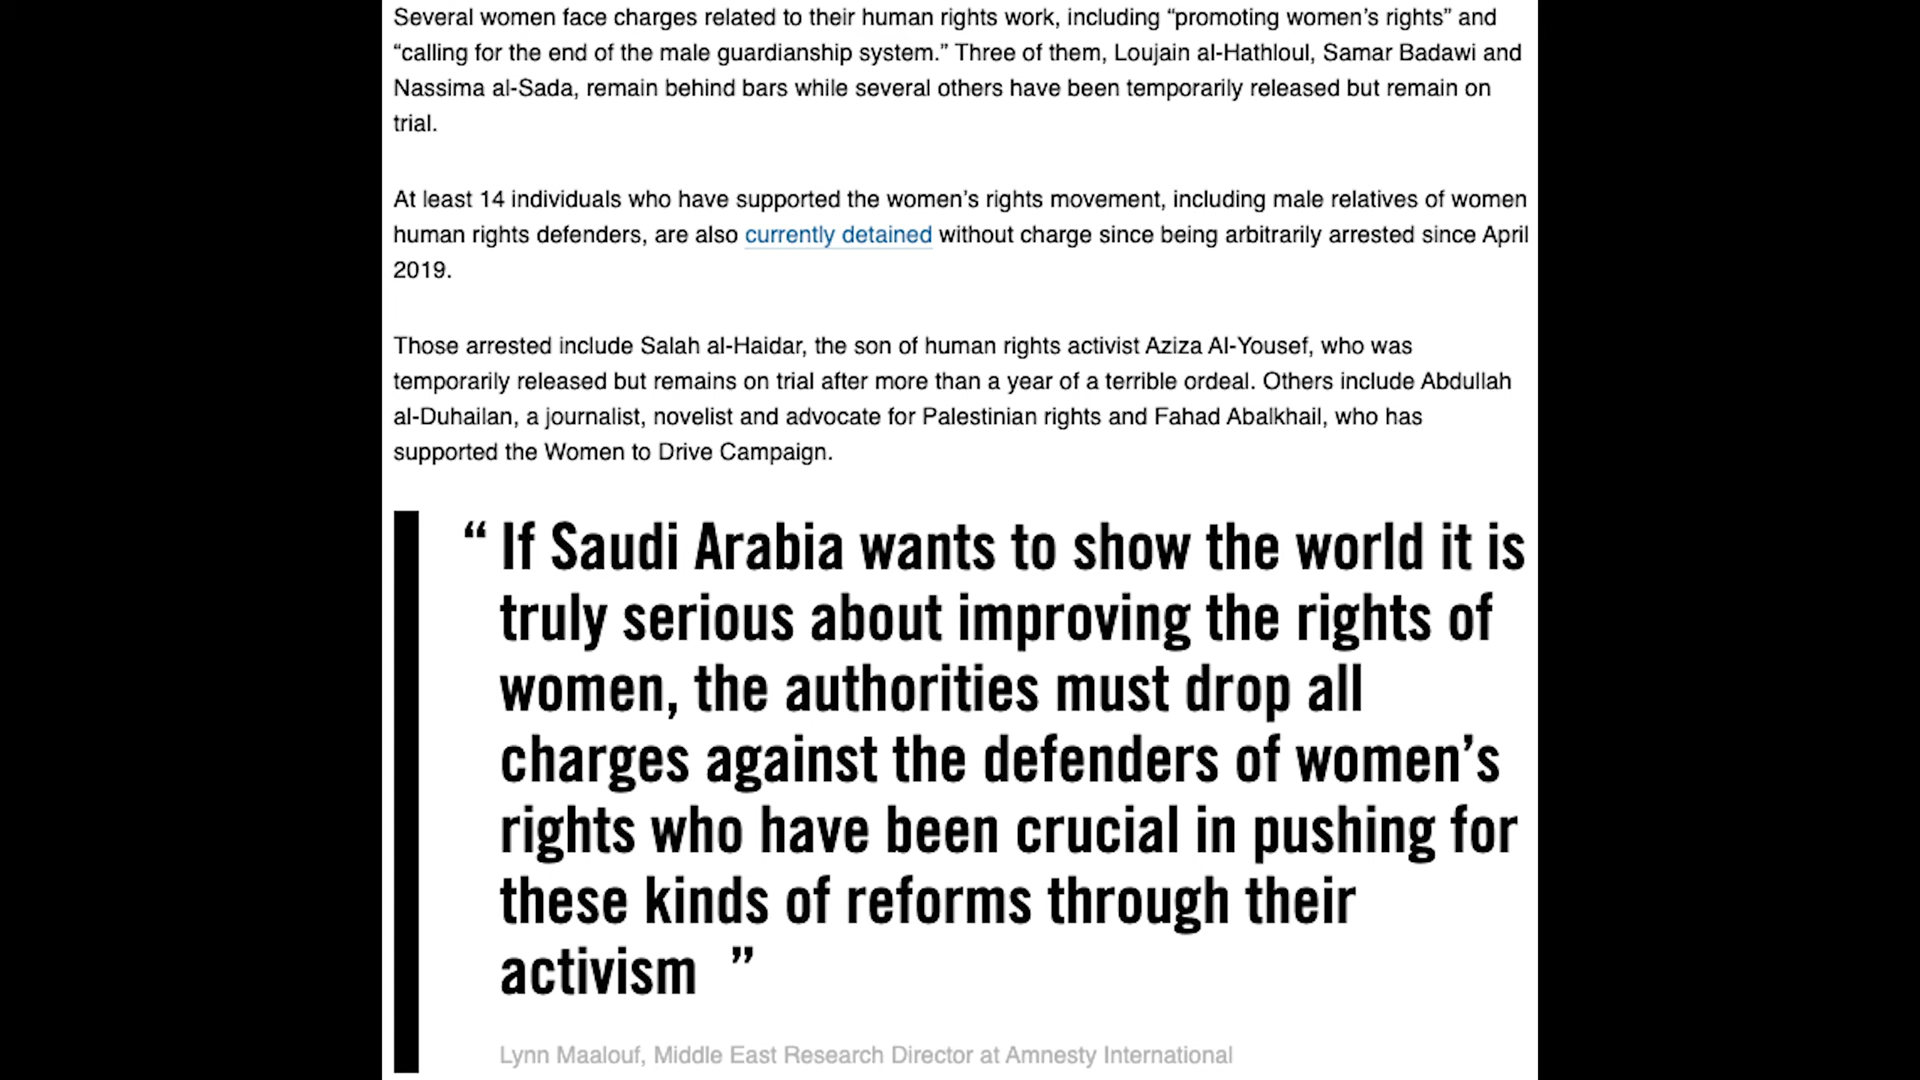 Several women face charges related to their human rights work, including “promoting women’s rights” and
“calling for the end of the male guardianship system.” Three of them, Loujain al-Hathloul, Samar Badawi and
Nassima al-Sada, remain behind bars while several others have been temporarily released but remain on
trial.
At least 14 individuals who have supported the women’s rights movement, including male relatives of women
human rights defenders, are also currently detained without charge since being arbitrarily arrested since April
2019.
Those arrested include Salah al-Haidar, the son of human rights activist Aziza Al-Yousef, who was
temporarily released but remains on trial after more than a year of a terrible ordeal. Others include Abdullah
al-Duhailan, a journalist, novelist and advocate for Palestinian rights and Fahad Abalkhail, who has
supported the Women to Drive Campaign.
“ If Saudi Arabia wants to show the world it is
truly serious about improving the rights of
women, the authorities must drop all
charges against the defenders of women’s
rights who have been crucial in pushing for
these kinds of reforms through their
activism ”
Lynn Maalouf, Middle East Research Director at Amnesty International